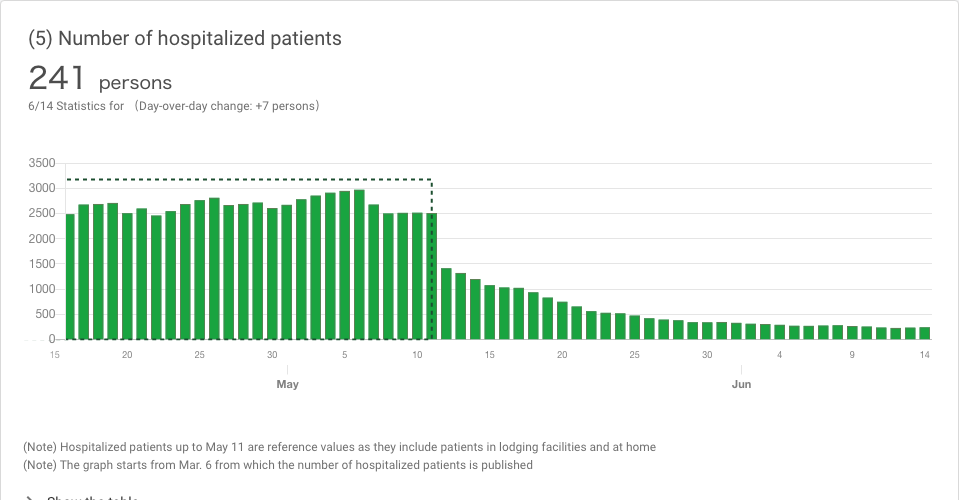 (5) Number of hospitalized patients
241 persons
6/14 Statistics for （Day-over-day change: +7 persons）
3500
3000
2500
2000
1500
1000
500
0
15 20 25 30 5 10 15 20 25 30 4 9 14
May Jun
(Note) Hospitalized patients up to May 11 are reference values as they include patients in lodging facilities and at home
(Note) The graph starts from Mar. 6 from which the number of hospitalized patients is published
Show the table